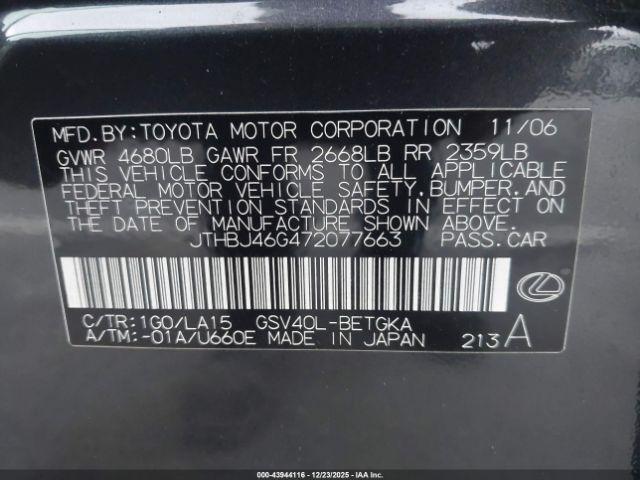 MFD.BY:TOYOTA MOTOR CORPORATION 11/06
GVWR 4680LB GAWR FR 2668LB RR 2359LB
THIS VEHICLE CONFORMS TO ALL APPLICABLE
FEDERAL MOTOR VEHICLE SAFETY,BUMPER,AND
THEFT PREVENTION STANDARDS IN EFFECT ON
THE DATE OF MANUFACTURE SHOWN ABOVE.
JTHBJ46G472077663 PASS.CAR
C/TR:1G0/LA15 GSV40L-BETGKA
A/TM:-01A/U660E MADE IN JAPAN 213A
000-43944116 - 12/23/2025 - IAAI.COM